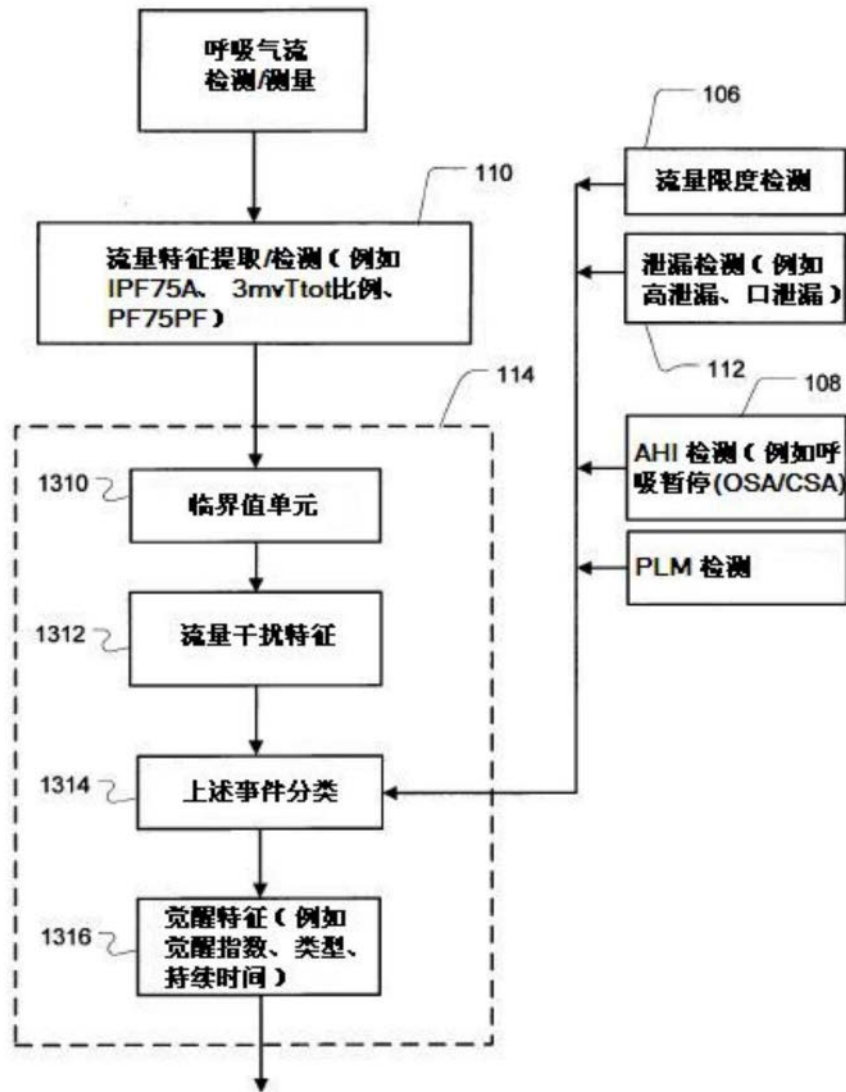 呼吸气流
检测/测量
106
110
流量限度检测
流量特征提取/检测（例如
IPF75A、3mvTtot比例、
PF75PF）
泄漏检测（例如
高泄漏、口泄漏）
112
114
108
AHI 检测（例如呼
吸暂停(OSA/CSA)
1310
临界值单元
PLM 检测
1312
流量干扰特征
1314
上述事件分类
1316
觉醒特征（例如
觉醒指数、类型、
持续时间）